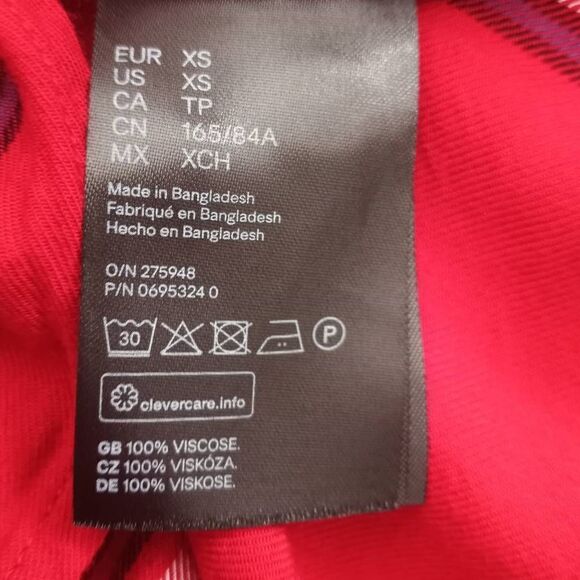 EUR XS
US XS
CA TP
CN 165/84A
MX XCH
Made in Bangladesh
Fabriqué en Bangladesh
Hecho en Bangladesh
O/N 275948
P/N 0695324 0
30 P
clevercare.info
GB 100% VISCOSE.
CZ 100% VISKÓZA.
DE 100% VISKOSE.